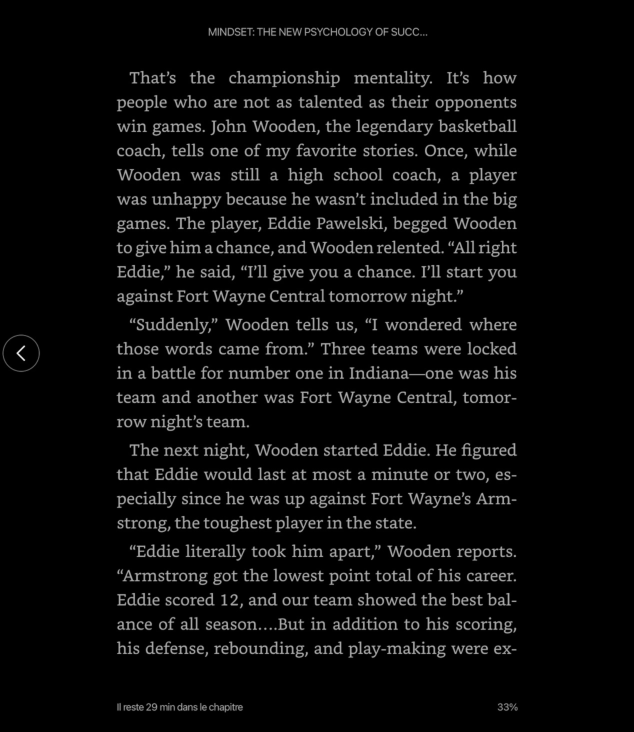 MINDSET: THE NEW PSYCHOLOGY OF SUCC...
That’s the championship mentality. It’s how
people who are not as talented as their opponents
win games. John Wooden, the legendary basketball
coach, tells one of my favorite stories. Once, while
Wooden was still a high school coach, a player
was unhappy because he wasn’t included in the big
games. The player, Eddie Pawelski, begged Wooden
to give him a chance, and Wooden relented. “All right
Eddie,” he said, “I’ll give you a chance. I’ll start you
against Fort Wayne Central tomorrow night.”
“Suddenly,” Wooden tells us, “I wondered where
those words came from.” Three teams were locked
in a battle for number one in Indiana—one was his
team and another was Fort Wayne Central, tomor-
row night’s team.
The next night, Wooden started Eddie. He figured
that Eddie would last at most a minute or two, es-
pecially since he was up against Fort Wayne’s Arm-
strong, the toughest player in the state.
“Eddie literally took him apart,” Wooden reports.
“Armstrong got the lowest point total of his career.
Eddie scored 12, and our team showed the best bal-
ance of all season….But in addition to his scoring,
his defense, rebounding, and play-making were ex-
Il reste 29 min dans le chapitre
33%